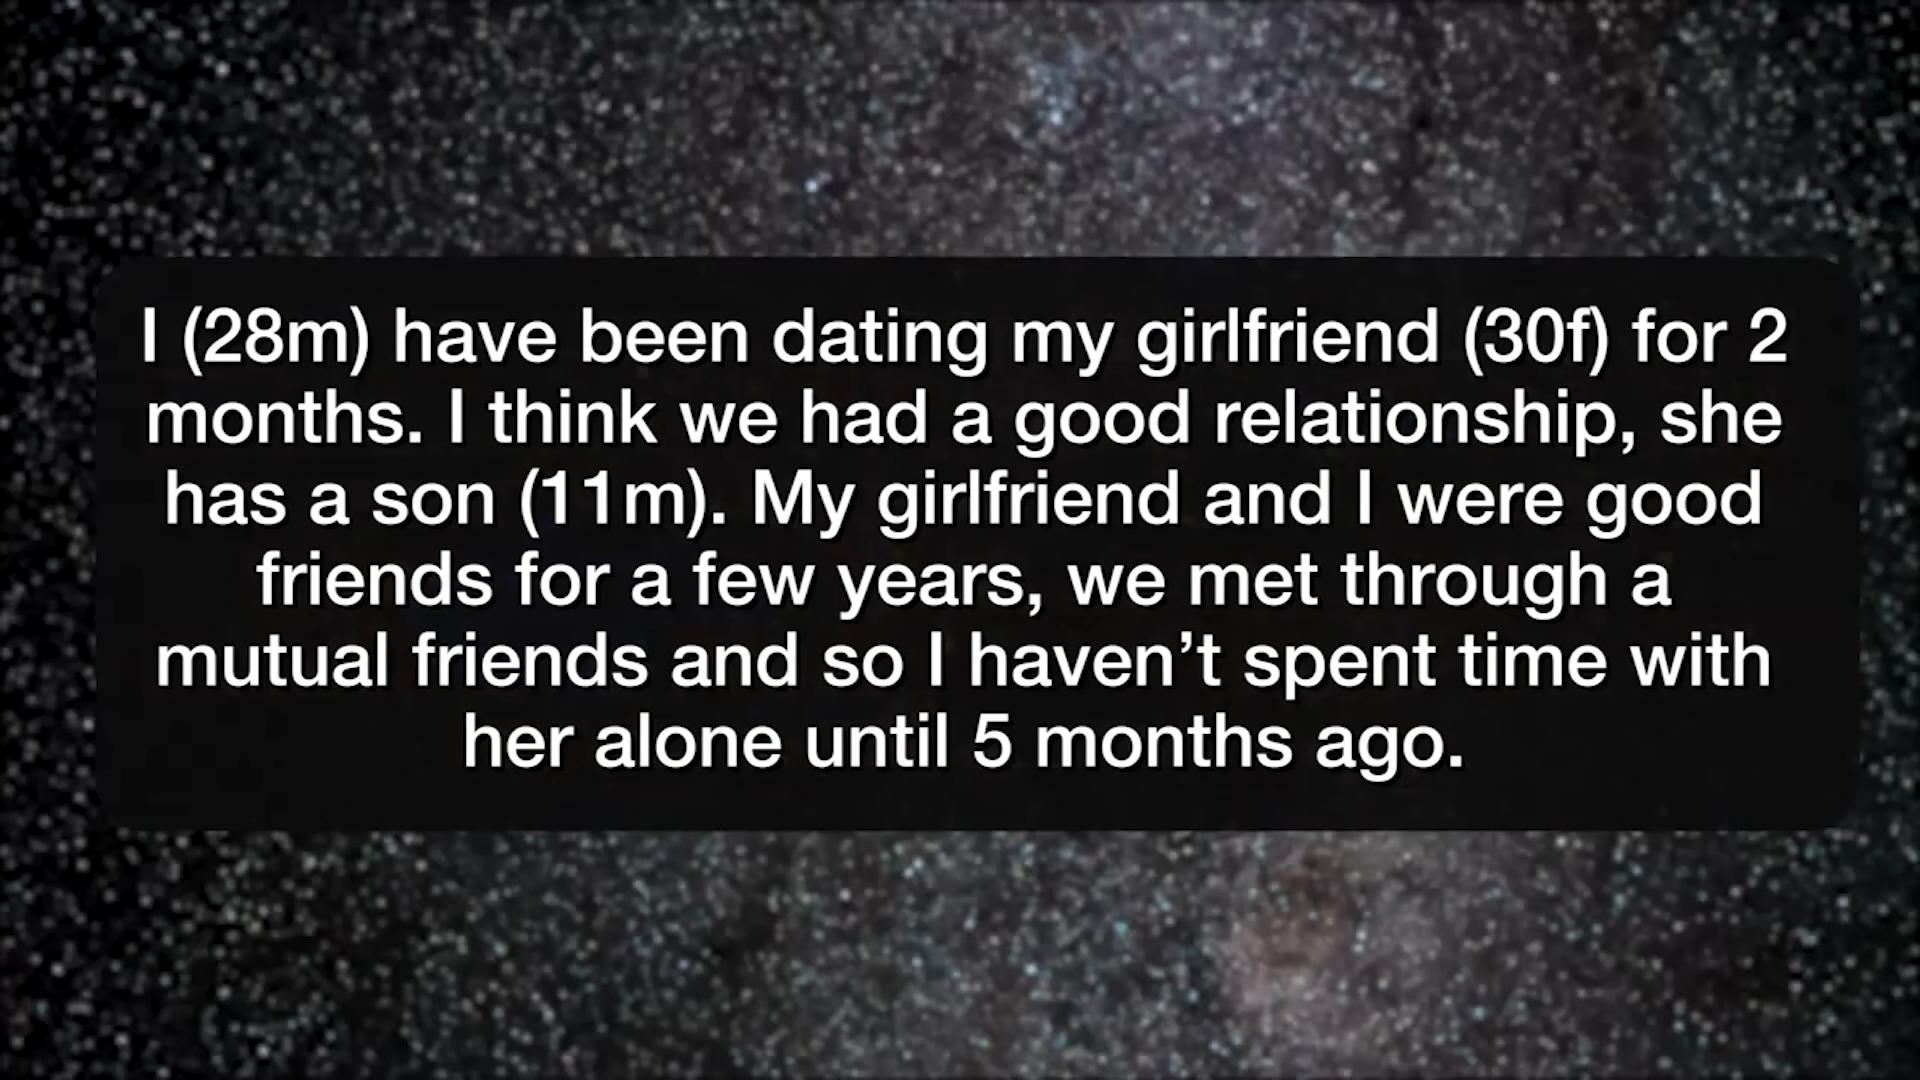 I (28m) have been dating my girlfriend (30f) for 2
months. I think we had a good relationship, she
has a son (11m). My girlfriend and I were good
friends for a few years, we met through a
mutual friends and so I haven’t spent time with
her alone until 5 months ago.